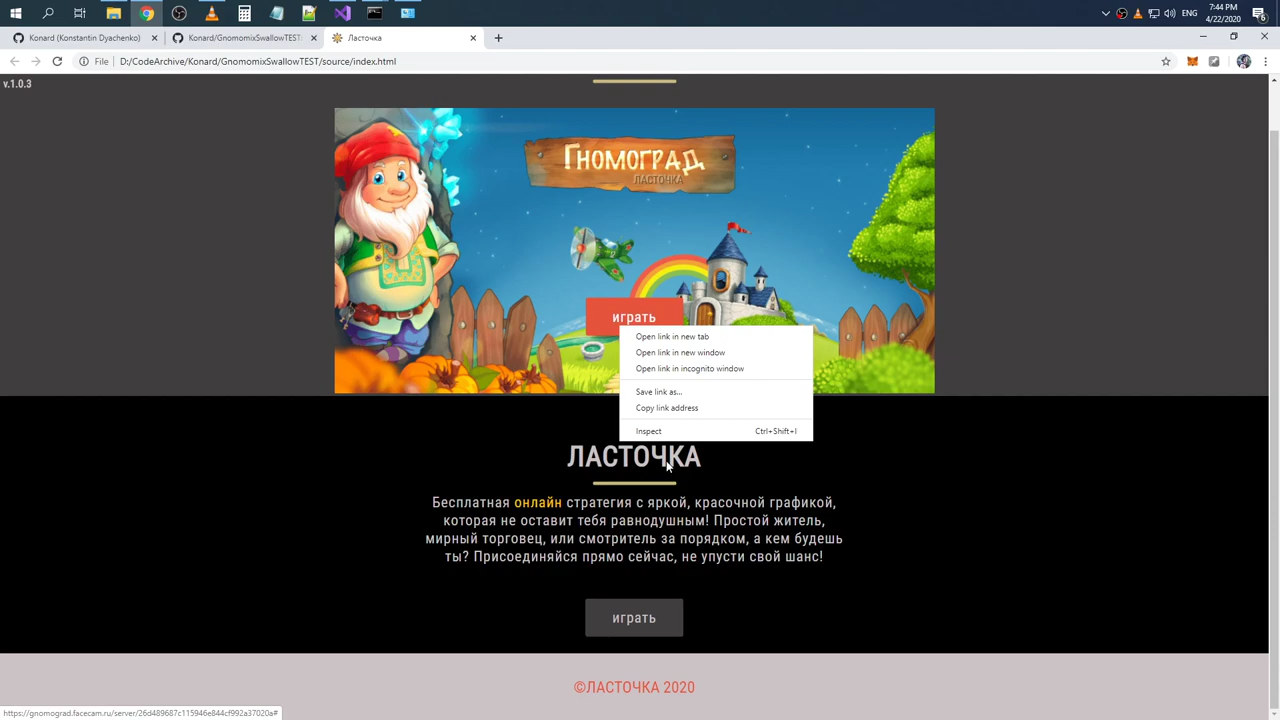 7:44 PM
ENG
4/22/2020
6
Konard (Konstantin Dyachenko)
Konard/GnomomixSwallowTEST:
Ласточка
File
D:/CodeArchive/Konard/GnomomixSwallowTEST/source/index.html
v.1.0.3
Гномоград
ЛАСТОЧКА
играть
Open link in new tab
Open link in new window
Open link in incognito window
Save link as...
Copy link address
Inspect Ctrl+Shift+I
ЛАСТОЧКА
Бесплатная онлайн стратегия с яркой, красочной графикой,
которая не оставит тебя равнодушным! Простой житель,
мирный торговец, или смотритель за порядком, а кем будешь
ты? Присоединяйся прямо сейчас, не упусти свой шанс!
играть
©ЛАСТОЧКА 2020
https://gnomograd.facecam.ru/server/26d489687c115946e844cf992a37020a#